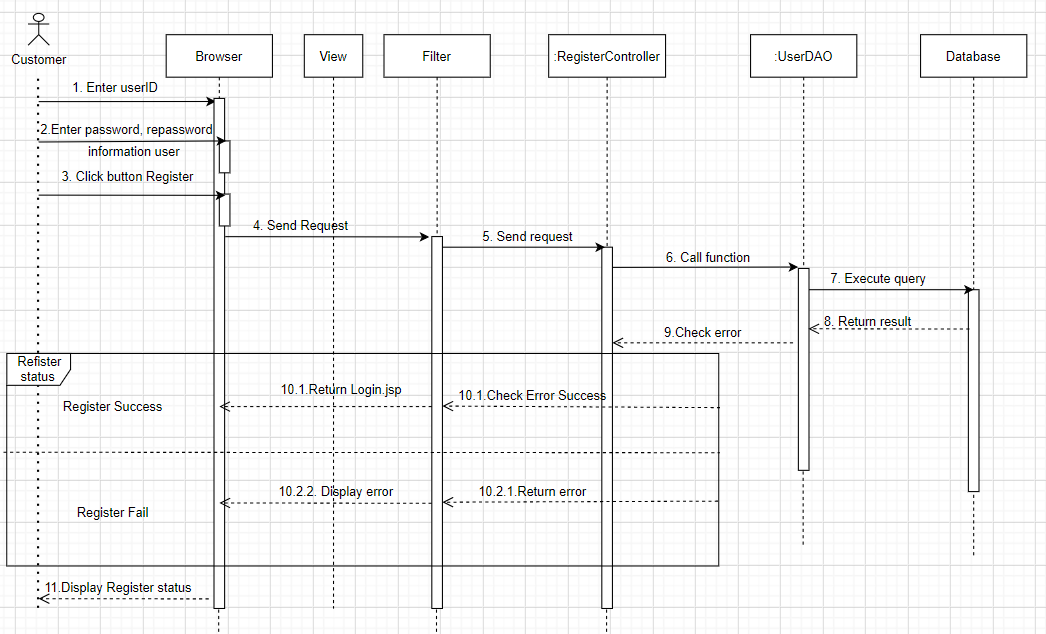 Customer
Browser
View
Filter
:RegisterController
:UserDAO
Database
1. Enter userID
2.Enter password, repassword
information user
3. Click button Register
4. Send Request
5. Send request
6. Call function
7. Execute query
8. Return result
9.Check error
Refister
status
10.1.Return Login.jsp
10.1.Check Error Success
Register Success
10.2.2. Display error
10.2.1.Return error
Register Fail
11.Display Register status